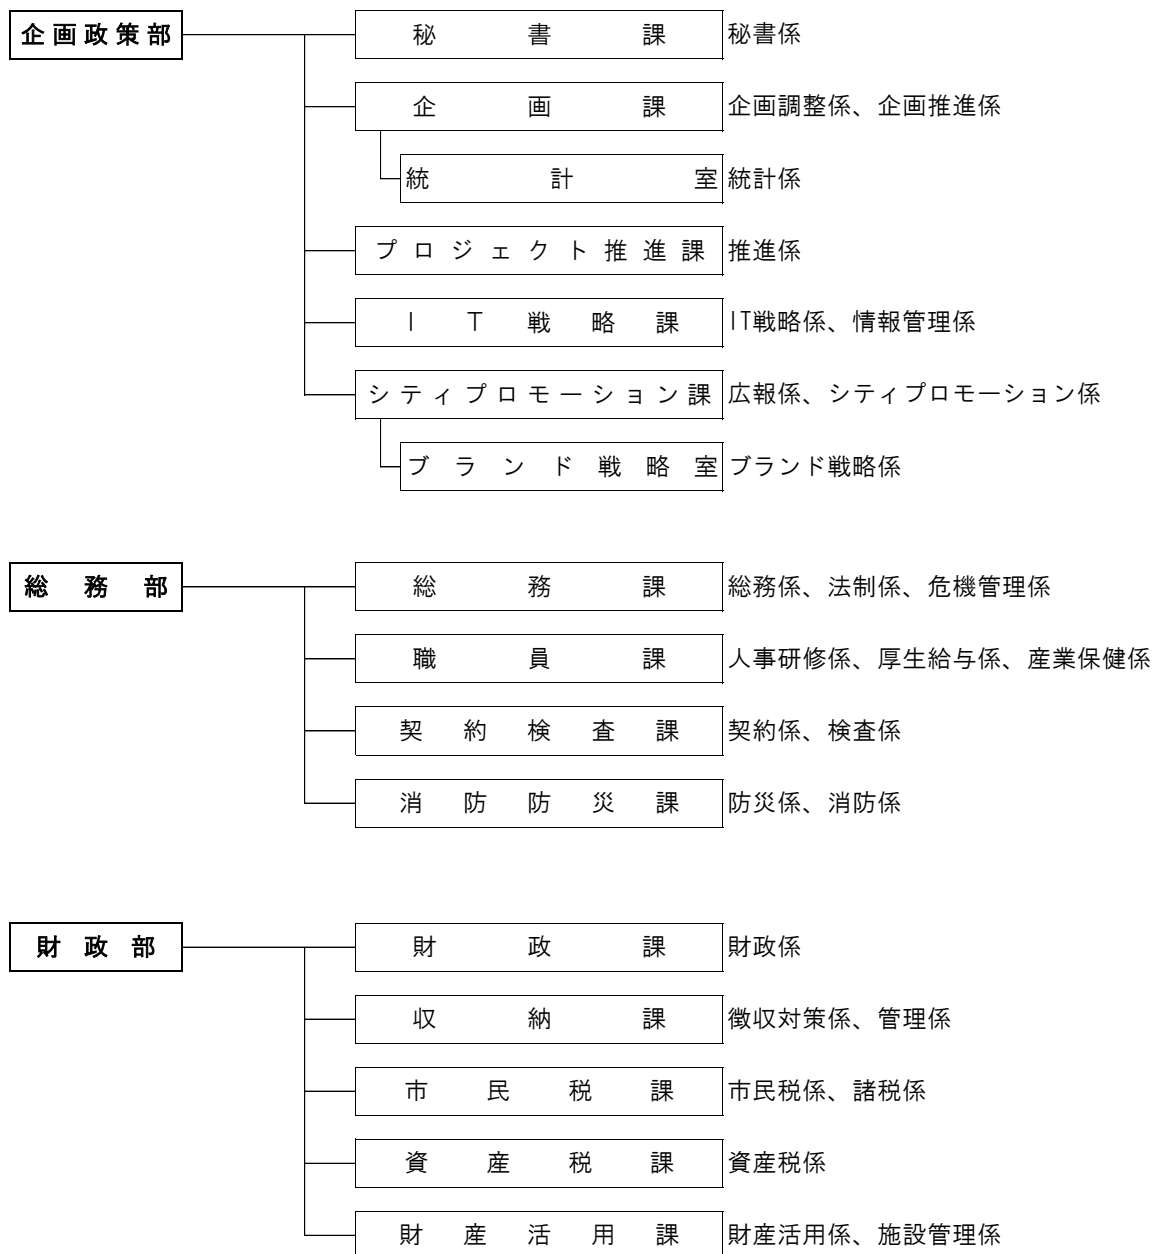 企画政策部 秘書課 秘書係
企画課 企画調整係、企画推進係
統計室 統計係
プロジェクト推進課 推進係
IT戦略課 IT戦略係、情報管理係
シティプロモーション課 広報係、シティプロモーション係
ブランド戦略室 ブランド戦略係
総務部 総務課 総務係、法制係、危機管理係
職員課 人事研修係、厚生給与係、産業保健係
契約検査課 契約係、検査係
消防防災課 防災係、消防係
財政部 財政課 財政係
収納課 徴収対策係、管理係
市民税課 市民税係、諸税係
資産税課 資産税係
財産活用課 財産活用係、施設管理係